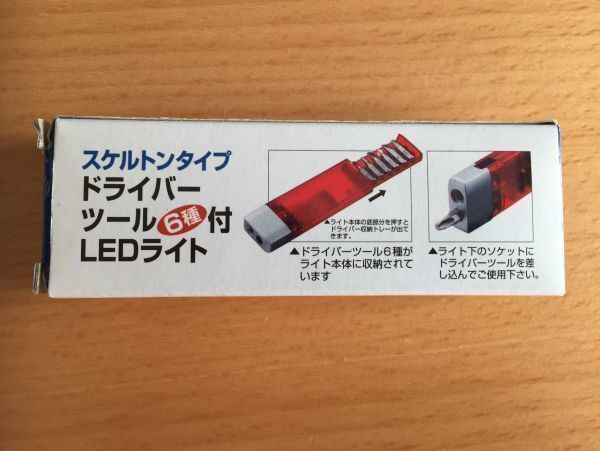 スケルトンタイプ
ドライバー
ツール6種付
LEDライト
▲ライト本体の底部分を押すと
ドライバー収納トレーが出て
きます。
▲ドライバーツール6種が
ライト本体に収納されて
います
▲ライト下のソケットに
ドライバーツールを差
し込んでご使用下さい。